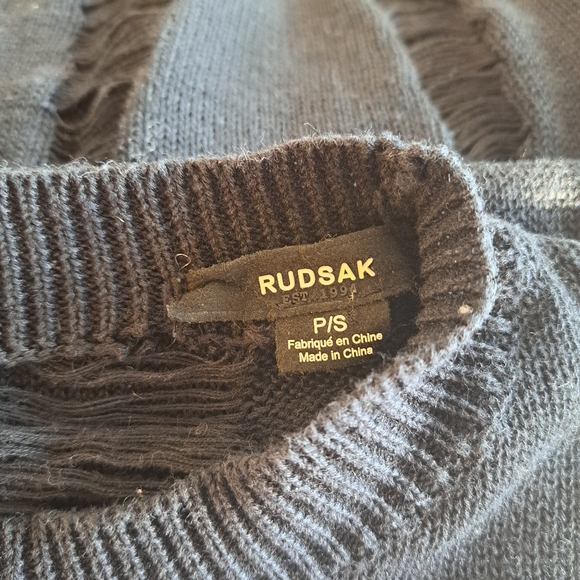 RUDSAK
EST. 1994
P/S
Fabriqué en Chine
Made in China